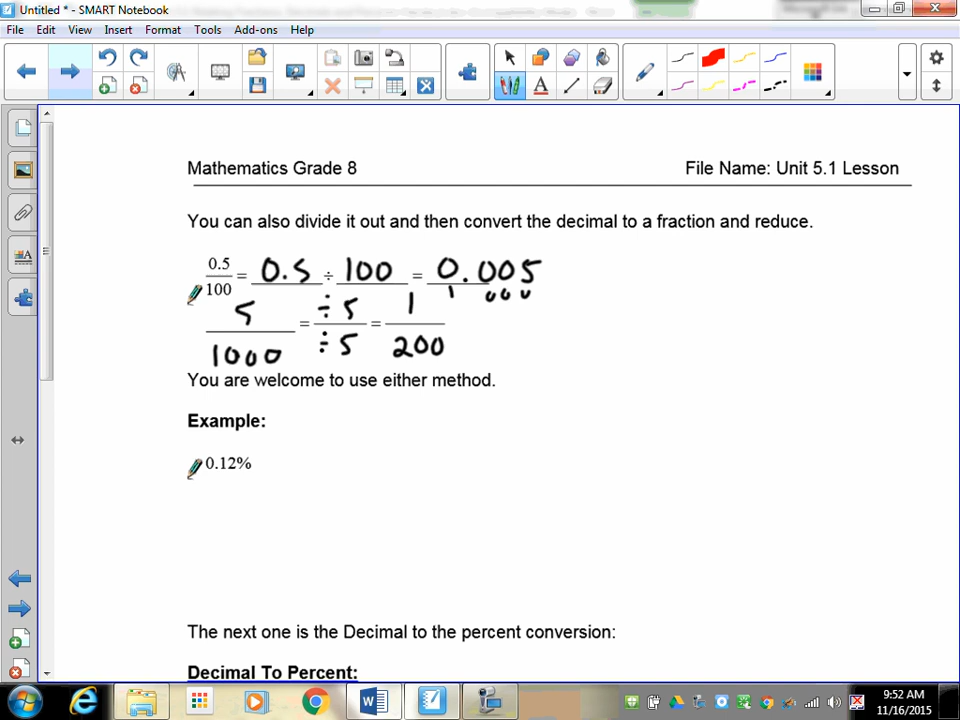 Untitled * - SMART Notebook
File Edit View Insert Format Tools Add-ons Help
Mathematics Grade 8 File Name: Unit 5.1 Lesson
You can also divide it out and then convert the decimal to a fraction and reduce.
0.5/100 = 0.5 ÷ 100 = 0.005
1
5/1000 = ÷5/÷5 = 1/200
You are welcome to use either method.
Example:
0.12%
The next one is the Decimal to the percent conversion:
Decimal To Percent:
9:52 AM
11/16/2015